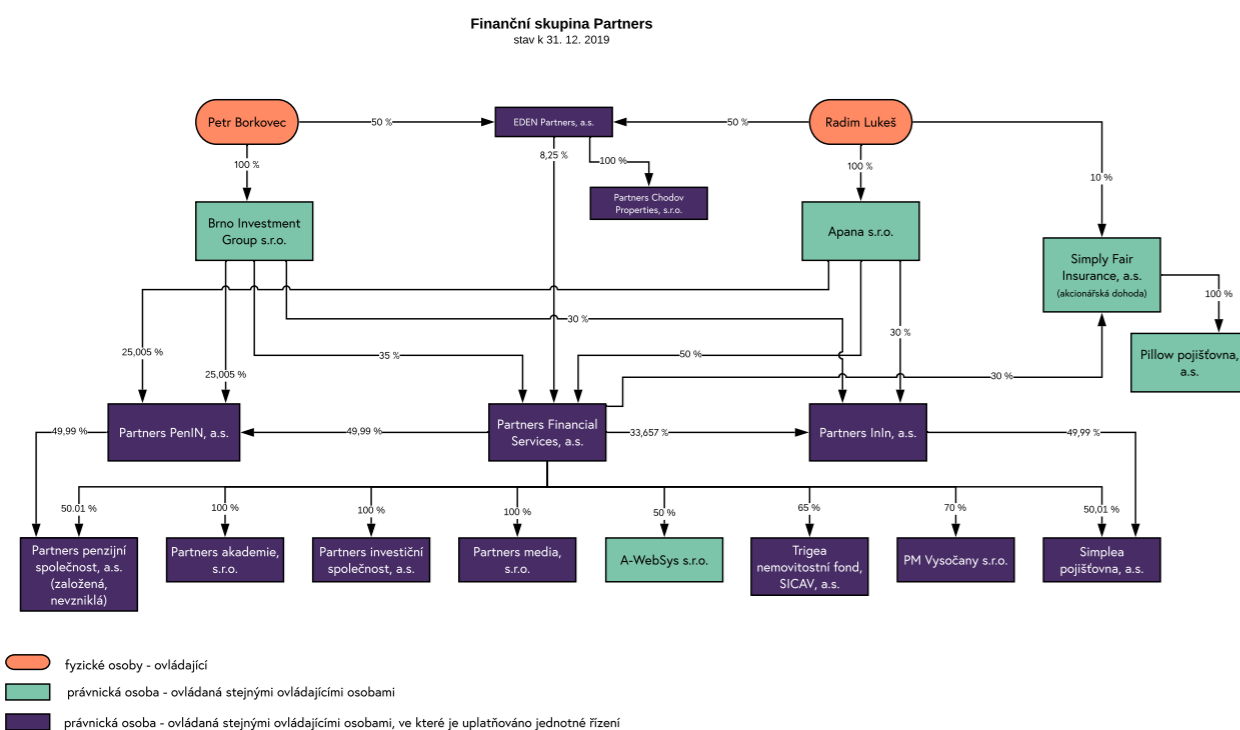 Finanční skupina Partners
stav k 31. 12. 2019
Petr Borkovec
50 %
EDEN Partners, a.s.
50 %
Radim Lukeš
8,25 %
100 %
100 %
100 %
10 %
Partners Chodov
Properties, s.r.o.
Brno Investment
Group s.r.o.
Apana s.r.o.
Simply Fair
Insurance, a.s.
(akcionářská dohoda)
100 %
30 %
30 %
Pillow pojišťovna,
a.s.
25,005 %
35 %
50 %
25,005 %
30 %
Partners PenIN, a.s.
Partners Financial
Services, a.s.
Partners InIn, a.s.
49,99 %
49,99 %
33,657 %
49,99 %
50.01 %
100 %
100 %
100 %
50 %
65 %
70 %
50,01 %
Partners penzijní
společnost, a.s.
(založená,
nevzniklá)
Partners akademie,
s.r.o.
Partners investiční
společnost, a.s.
Partners media,
s.r.o.
A-WebSys s.r.o.
Trigea
nemovitostní fond,
SICAV, a.s.
PM Vysočany s.r.o.
Simplea
pojišťovna, a.s.
fyzické osoby - ovládající
právnická osoba - ovládaná stejnými ovládajícími osobami
právnická osoba - ovládaná stejnými ovládajícími osobami, ve které je uplatňováno jednotné řízení